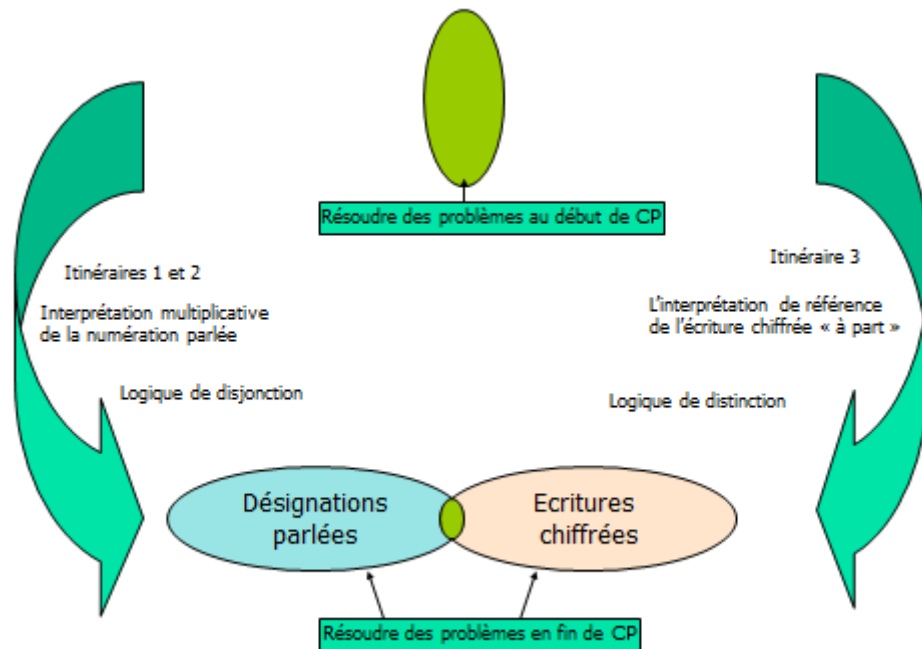 Résoudre des problèmes au début de CP
Itinéraires 1 et 2
Interprétation multiplicative
de la numération parlée
Logique de disjonction
Itinéraire 3
L'interprétation de référence
de l'écriture chiffrée « à part »
Logique de distinction
Désignations
parlées
Ecritures
chiffrées
Résoudre des problèmes en fin de CP